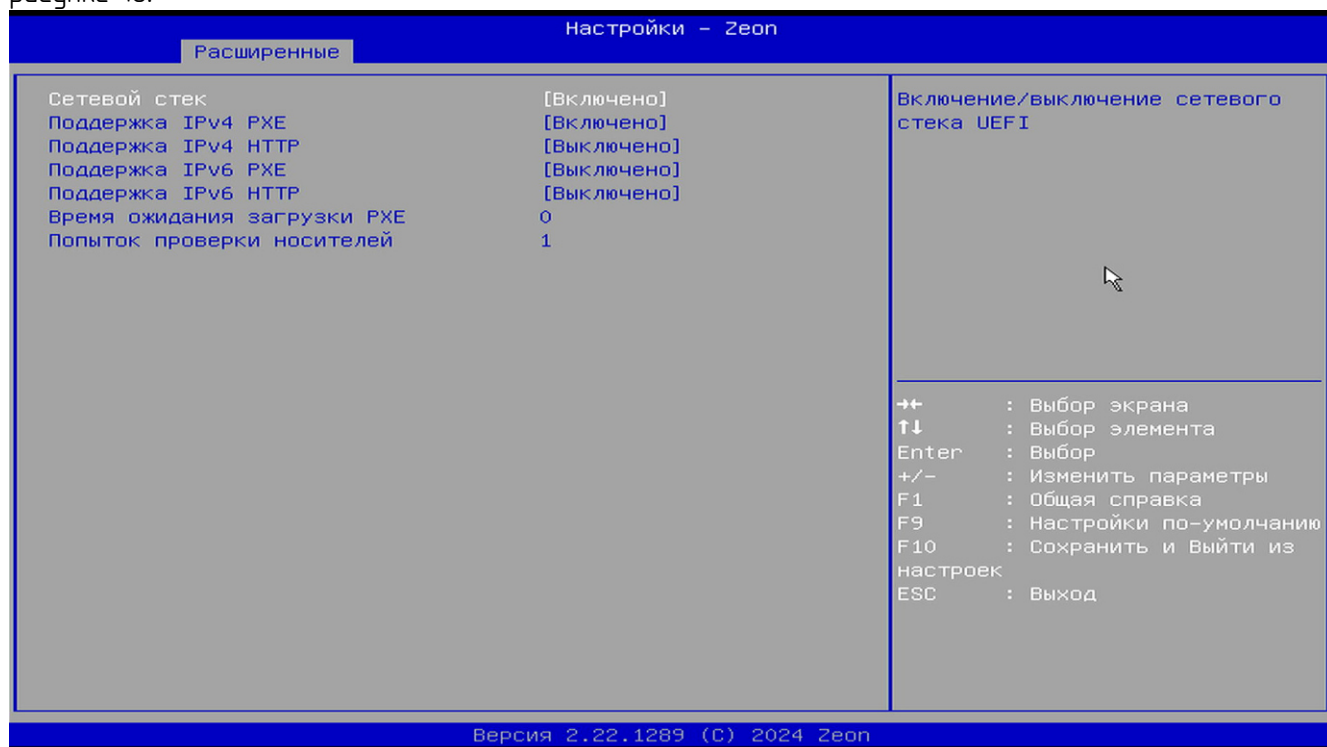 рисунке 10.
Настройки – Zeon
Расширенные
Сетевой стек [Включено]
Поддержка IPv4 PXE [Включено]
Поддержка IPv4 HTTP [Выключено]
Поддержка IPv6 PXE [Выключено]
Поддержка IPv6 HTTP [Выключено]
Время ожидания загрузки PXE 0
Попыток проверки носителей 1
Включение/выключение сетевого
стека UEFI
→← : Выбор экрана
↑↓ : Выбор элемента
Enter : Выбор
+/- : Изменить параметры
F1 : Общая справка
F9 : Настройки по-умолчанию
F10 : Сохранить и Выйти из
настроек
ESC : Выход
Версия 2.22.1289 (C) 2024 Zeon